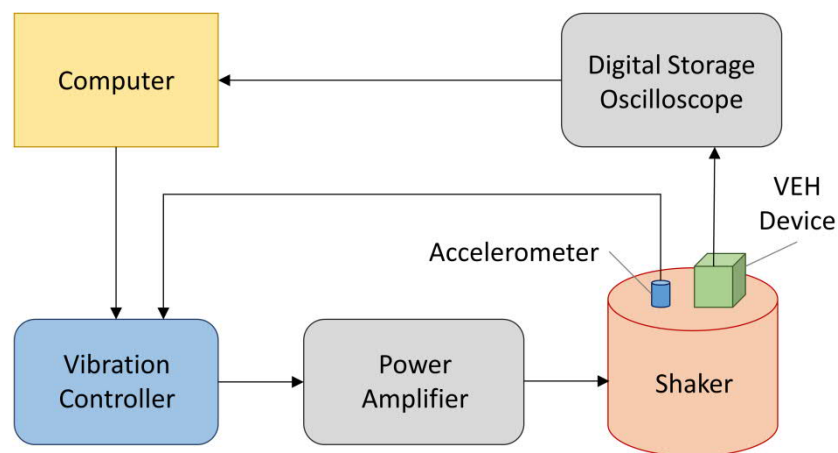 Computer
Digital Storage
Oscilloscope
VEH
Device
Accelerometer
Vibration
Controller
Power
Amplifier
Shaker